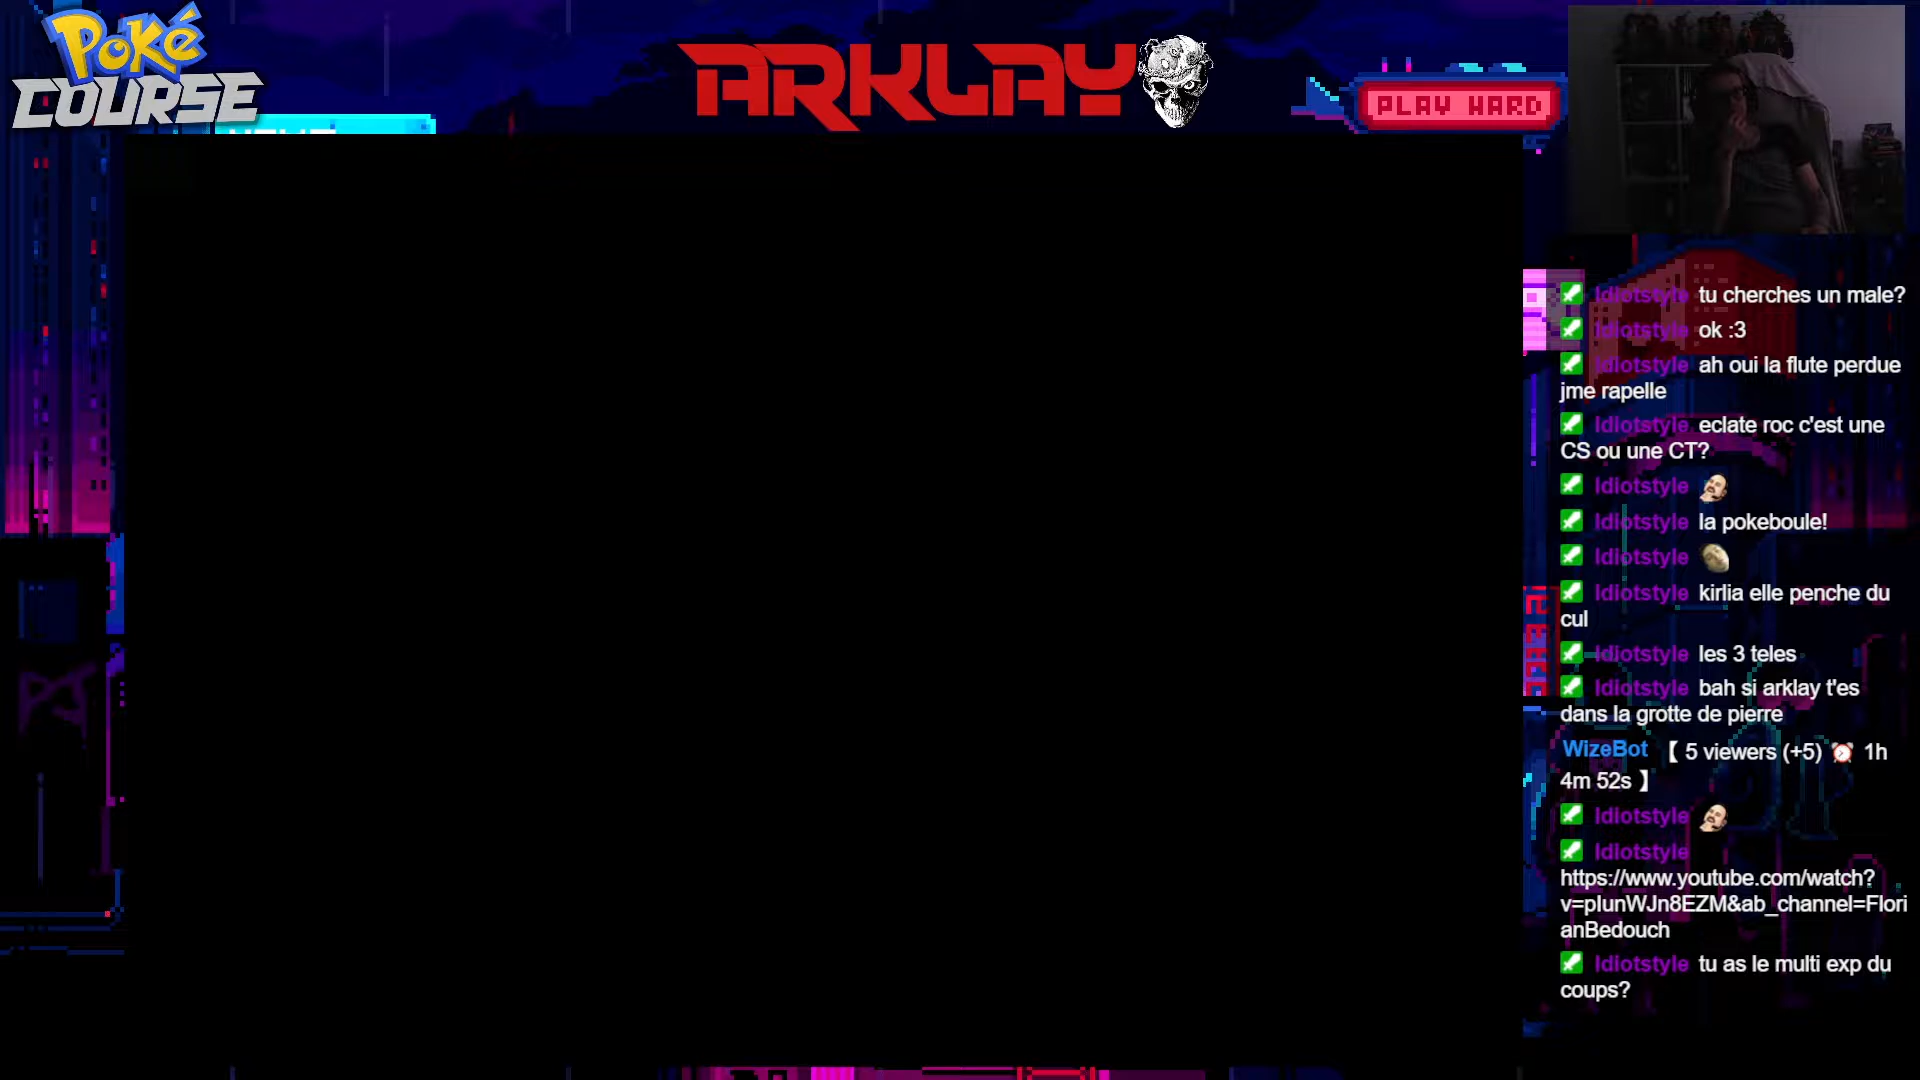 Poké
COURSE
ARKLAY
PLAY HARD
Idiotstyle tu cherches un male?
Idiotstyle ok :3
Idiotstyle ah oui la flute perdue
jme rapelle
Idiotstyle eclate roc c'est une
CS ou une CT?
Idiotstyle
Idiotstyle la pokeboule!
Idiotstyle
Idiotstyle kirlia elle penche du
cul
Idiotstyle les 3 teles
Idiotstyle bah si arklay t'es
dans la grotte de pierre
WizeBot 【 5 viewers (+5) ⏰ 1h
4m 52s 】
Idiotstyle
Idiotstyle
https://www.youtube.com/watch?
v=pIunWJn8EZM&ab_channel=Flori
anBedouch
Idiotstyle tu as le multi exp du
coups?